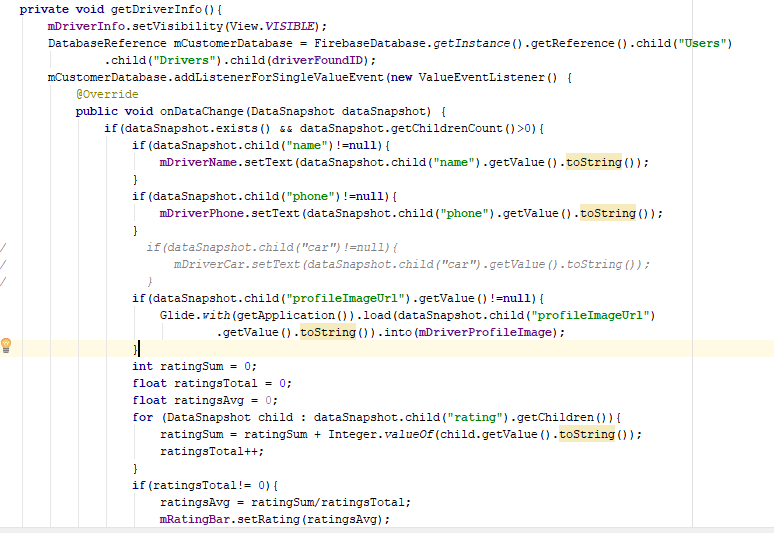 private void getDriverInfo(){
    mDriverInfo.setVisibility(View.VISIBLE);
    DatabaseReference mCustomerDatabase = FirebaseDatabase.getInstance().getReference().child("Users")
            .child("Drivers").child(driverFoundID);
    mCustomerDatabase.addListenerForSingleValueEvent(new ValueEventListener() {
        @Override
        public void onDataChange(DataSnapshot dataSnapshot) {
            if(dataSnapshot.exists() && dataSnapshot.getChildrenCount()>0){
                if(dataSnapshot.child("name")!=null){
                    mDriverName.setText(dataSnapshot.child("name").getValue().toString());
                }
                if(dataSnapshot.child("phone")!=null){
                    mDriverPhone.setText(dataSnapshot.child("phone").getValue().toString());
                }
/                 if(dataSnapshot.child("car")!=null){
/                     mDriverCar.setText(dataSnapshot.child("car").getValue().toString());
/                 }
                if(dataSnapshot.child("profileImageUrl").getValue()!=null){
                    Glide.with(getApplication()).load(dataSnapshot.child("profileImageUrl")
                            .getValue().toString()).into(mDriverProfileImage);
                }
                int ratingSum = 0;
                float ratingsTotal = 0;
                float ratingsAvg = 0;
                for (DataSnapshot child : dataSnapshot.child("rating").getChildren()){
                    ratingSum = ratingSum + Integer.valueOf(child.getValue().toString());
                    ratingsTotal++;
                }
                if(ratingsTotal!= 0){
                    ratingsAvg = ratingSum/ratingsTotal;
                    mRatingBar.setRating(ratingsAvg);